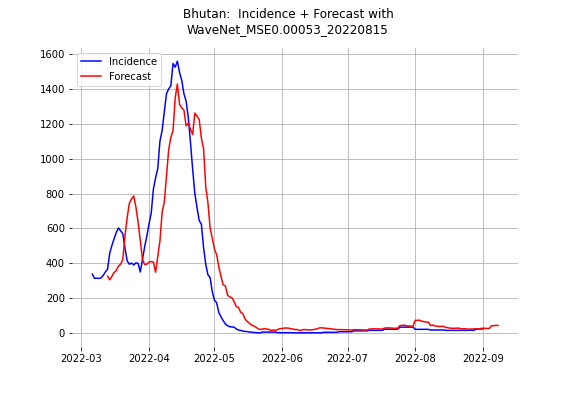 Bhutan:  Incidence + Forecast with
WaveNet_MSE0.00053_20220815
Incidence
Forecast
1600
1400
1200
1000
800
600
400
200
0
2022-03 2022-04 2022-05 2022-06 2022-07 2022-08 2022-09